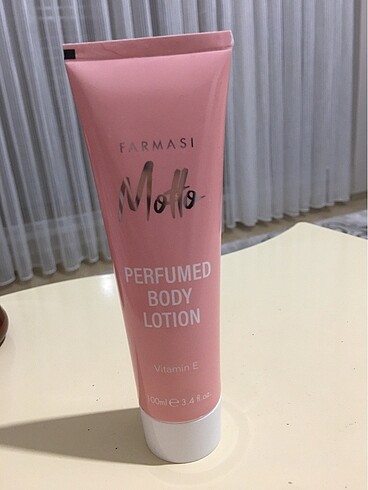 FARMASI
Motto
PERFUMED
BODY
LOTION
Vitamin E
100ml ℮ 3.4 fl.oz